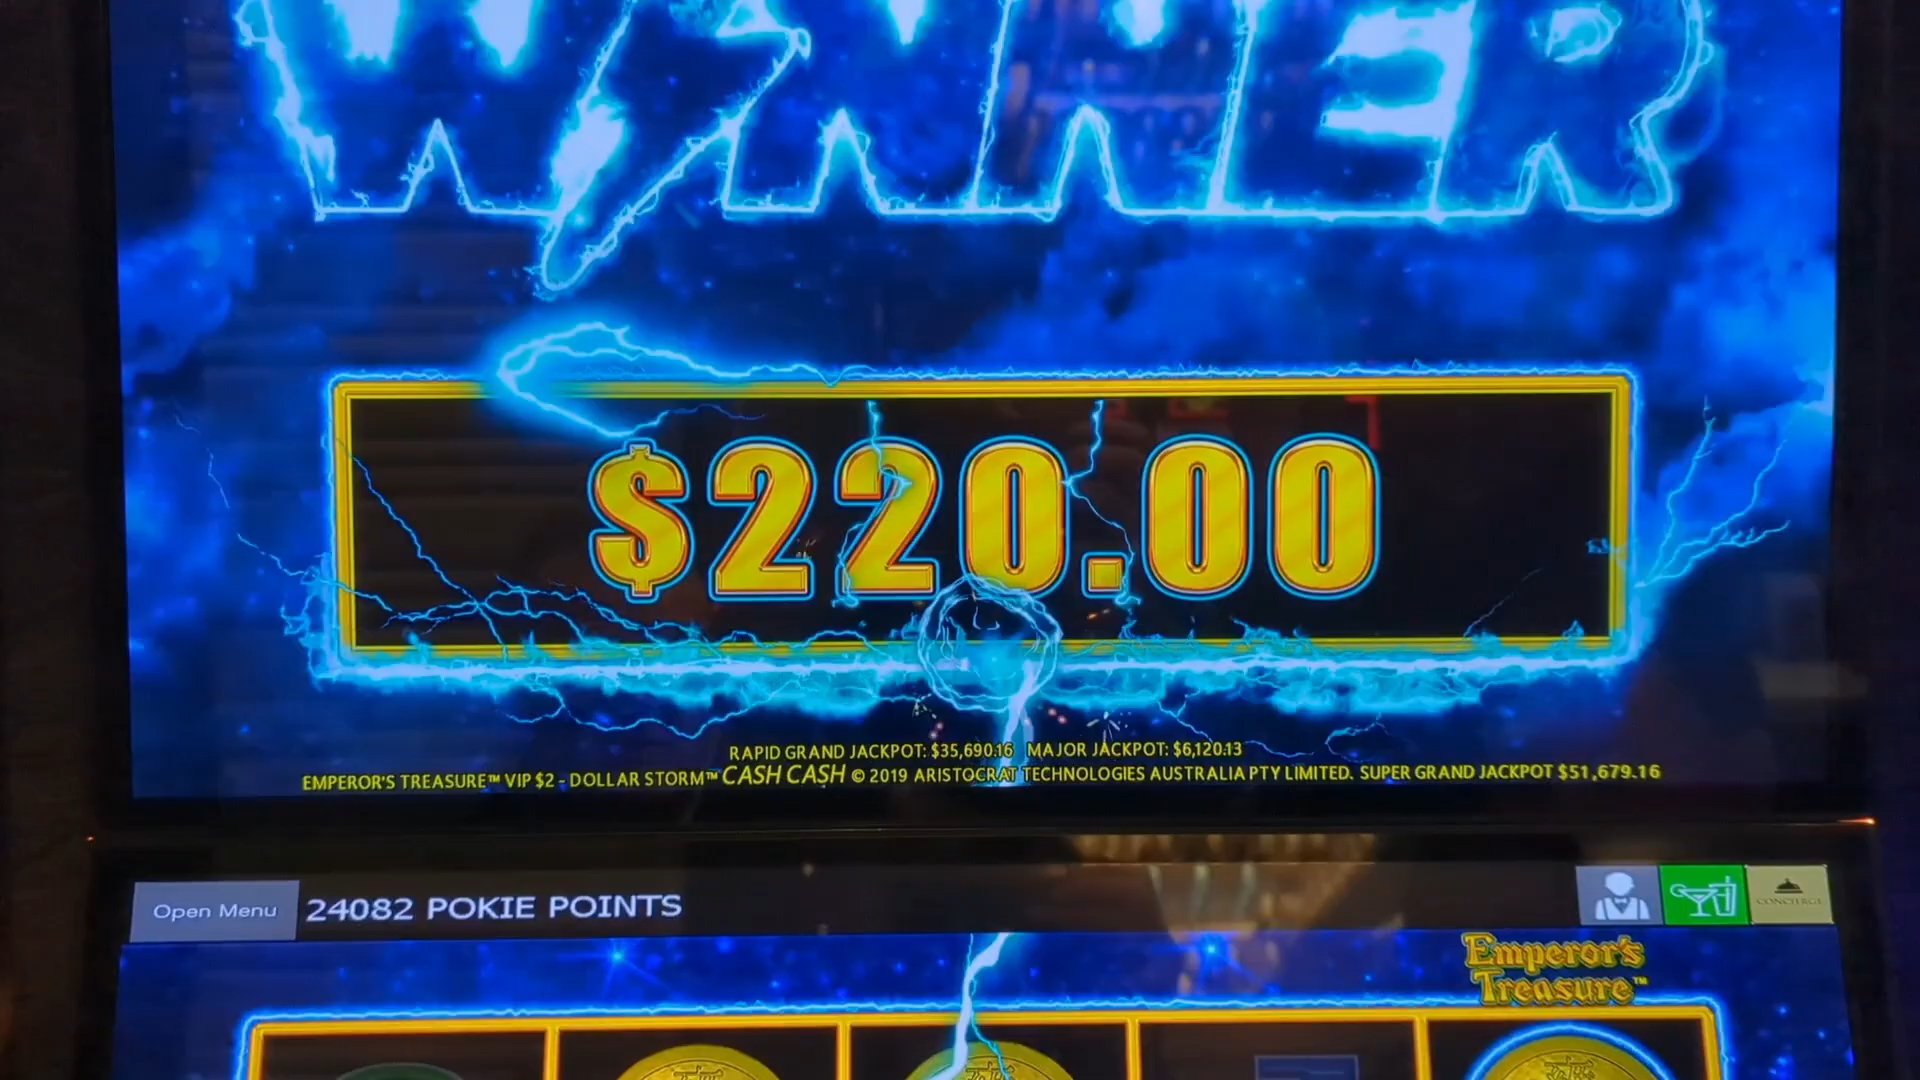 WINNER
$220.00
RAPID GRAND JACKPOT: $35,690.16 MAJOR JACKPOT: $6,120.13
EMPEROR'S TREASURE™ VIP $2 - DOLLAR STORM™ CASH CASH © 2019 ARISTOCRAT TECHNOLOGIES AUSTRALIA PTY LIMITED. SUPER GRAND JACKPOT $51,679.16
Open Menu 24082 POKIE POINTS
CONCIERGE
Emperor's
Treasure™